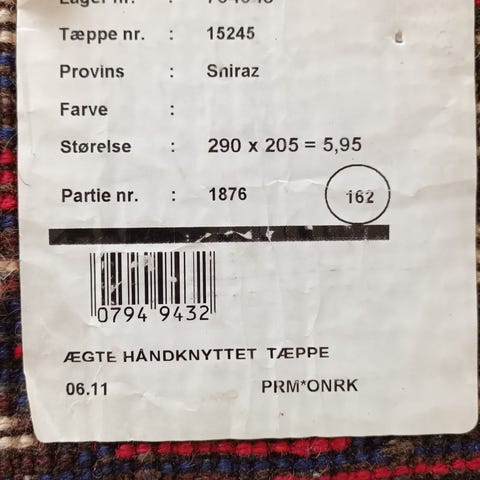 Tæppe nr. : 15245
Provins : Shiraz
Farve :
Størelse : 290 x 205 = 5,95
Partie nr. : 1876 162
0794 9432
ÆGTE HÅNDKNYTTET TÆPPE
06.11 PRM*ONRK